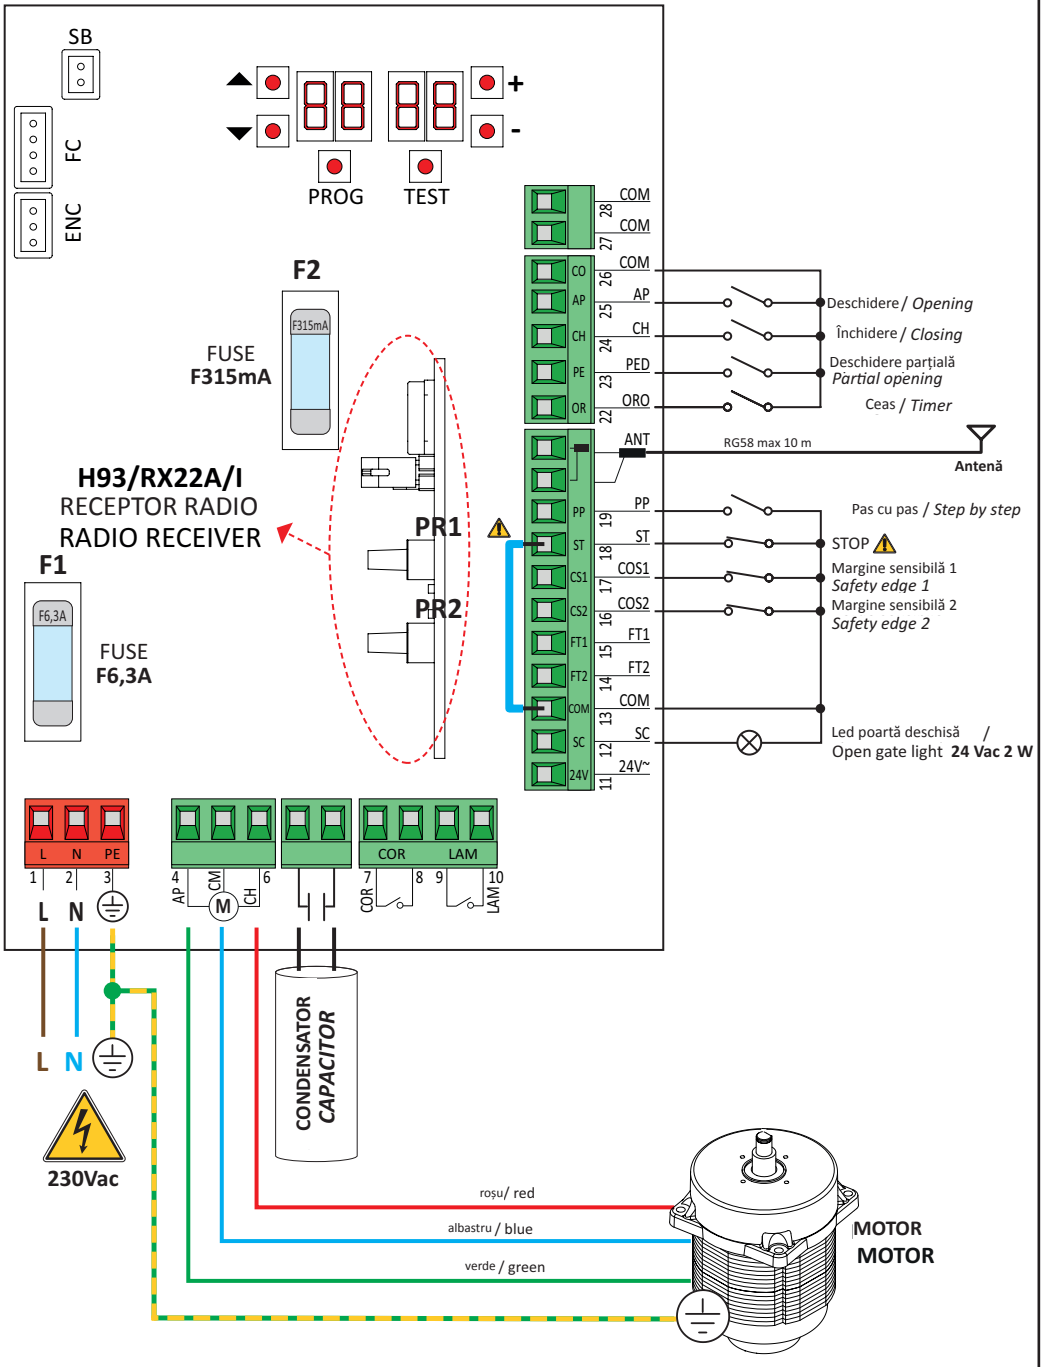 SB
FC
ENC
+
-
PROG
TEST
F2
F315mA
FUSE
F315mA
H93/RX22A/I
RECEPTOR RADIO
RADIO RECEIVER
PR1
PR2
F1
F6,3A
FUSE
F6,3A
28 COM
27 COM
CO 26 COM
AP 25 AP
Deschidere / Opening
CH 24 CH
Închidere / Closing
PE 23 PED
Deschidere parțială
Partial opening
OR 22 ORO
Ceas / Timer
ANT
RG58 max 10 m
Antenă
PP 19 PP
Pas cu pas / Step by step
ST 18 ST
STOP
CS1 17 COS1
Margine sensibilă 1
Safety edge 1
CS2 16 COS2
Margine sensibilă 2
Safety edge 2
FT1 15 FT1
FT2 14 FT2
COM 13 COM
SC 12 SC
Led poartă deschisă /
Open gate light 24 Vac 2 W
24V 11 24V~
L N PE
1 2 3
L N
COR LAM
4 AP CM CH 6
M
7 COR 8 9 LAM 10
L N
230Vac
CONDENSATOR
CAPACITOR
roșu/ red
albastru / blue
verde / green
MOTOR
MOTOR